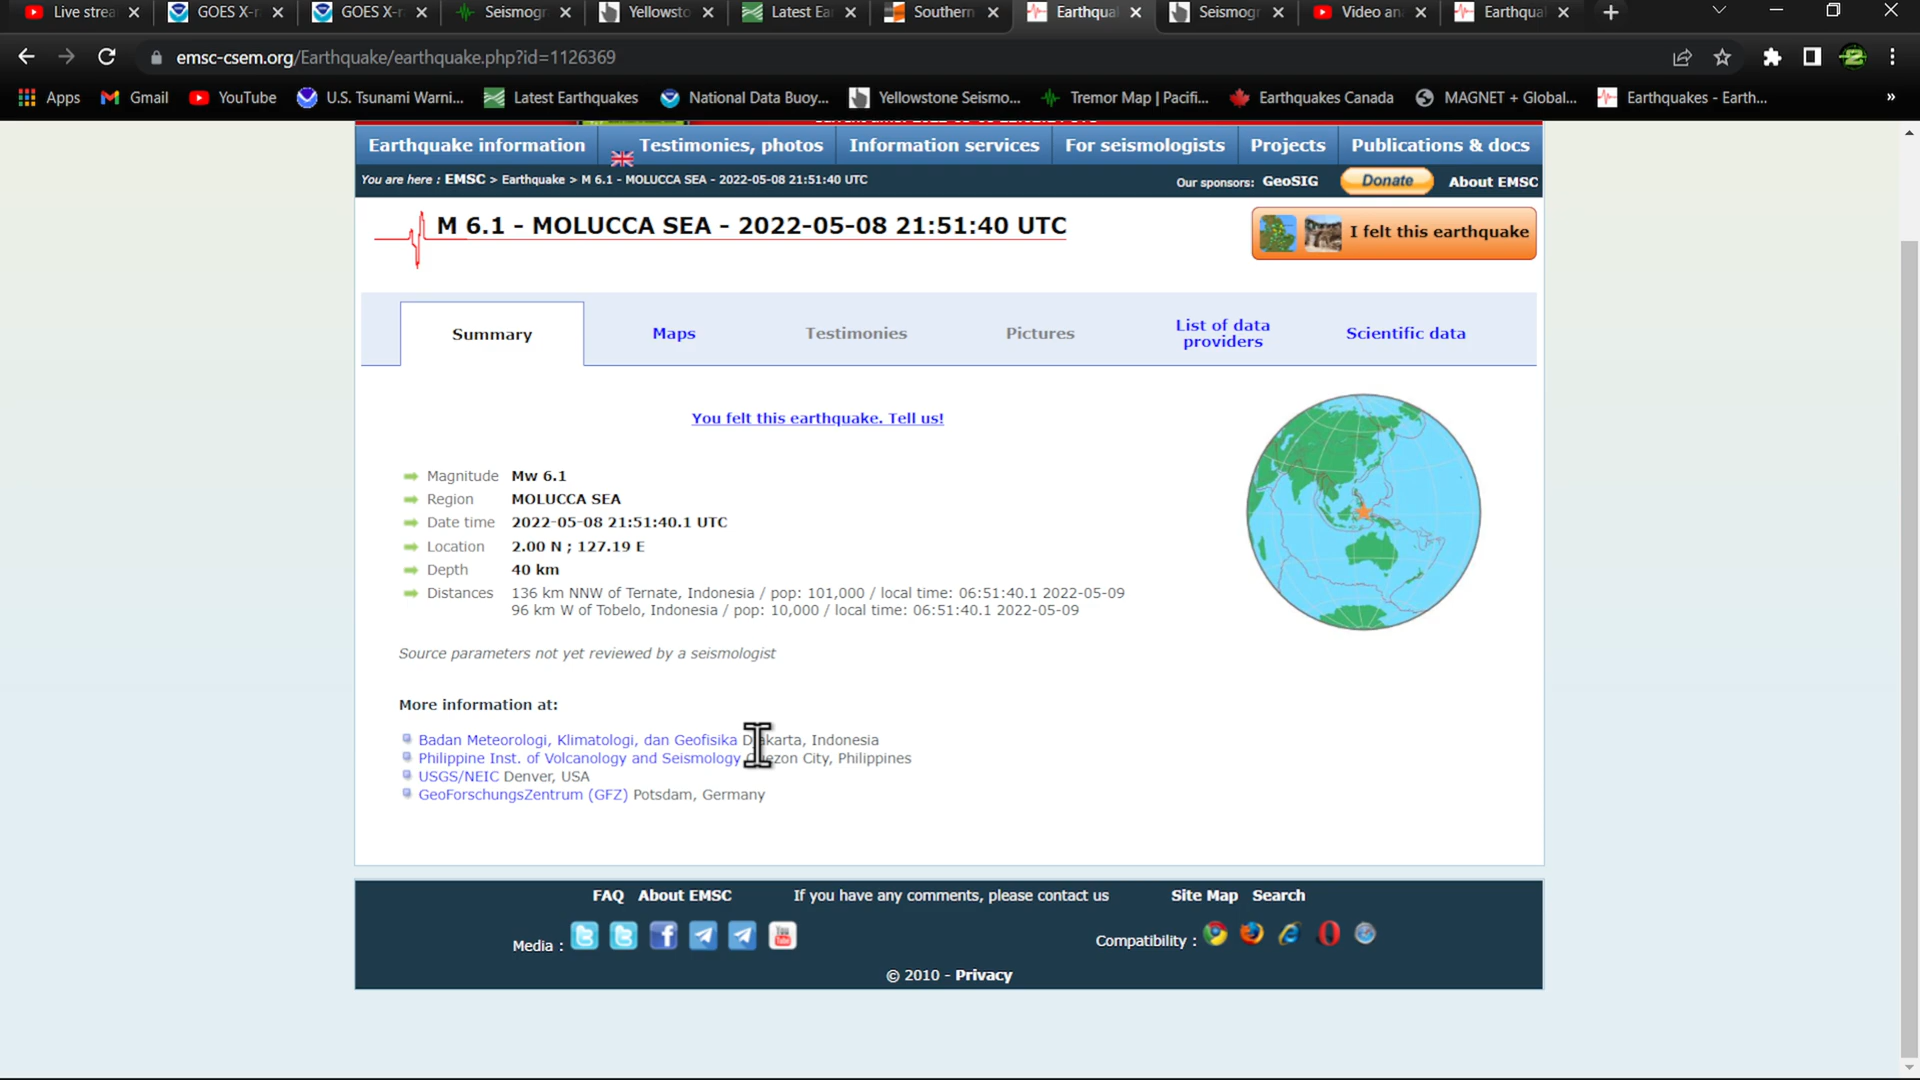 Live strea
GOES X-r
GOES X-r
Seismogr
Yellowsto
Latest Ea
Southern
Earthqua
Seismogr
Video an
Earthqua
emsc-csem.org/Earthquake/earthquake.php?id=1126369
Apps
Gmail
YouTube
U.S. Tsunami Warni...
Latest Earthquakes
National Data Buoy...
Yellowstone Seismo...
Tremor Map | Pacifi...
Earthquakes Canada
MAGNET + Global...
Earthquakes - Earth...
»
Earthquake information
Testimonies, photos
Information services
For seismologists
Projects
Publications & docs
You are here : EMSC > Earthquake > M 6.1 - MOLUCCA SEA - 2022-05-08 21:51:40 UTC
Our sponsors: GeoSIG
Donate
About EMSC
M 6.1 - MOLUCCA SEA - 2022-05-08 21:51:40 UTC
I felt this earthquake
Summary
Maps
Testimonies
Pictures
List of data
providers
Scientific data
You felt this earthquake. Tell us!
Magnitude Mw 6.1
Region MOLUCCA SEA
Date time 2022-05-08 21:51:40.1 UTC
Location 2.00 N ; 127.19 E
Depth 40 km
Distances 136 km NNW of Ternate, Indonesia / pop: 101,000 / local time: 06:51:40.1 2022-05-09
96 km W of Tobelo, Indonesia / pop: 10,000 / local time: 06:51:40.1 2022-05-09
Source parameters not yet reviewed by a seismologist
More information at:
Badan Meteorologi, Klimatologi, dan Geofisika Djakarta, Indonesia
Philippine Inst. of Volcanology and Seismology Quezon City, Philippines
USGS/NEIC Denver, USA
GeoForschungsZentrum (GFZ) Potsdam, Germany
FAQ About EMSC If you have any comments, please contact us Site Map Search
Media :
You Tube
Compatibility :
© 2010 - Privacy